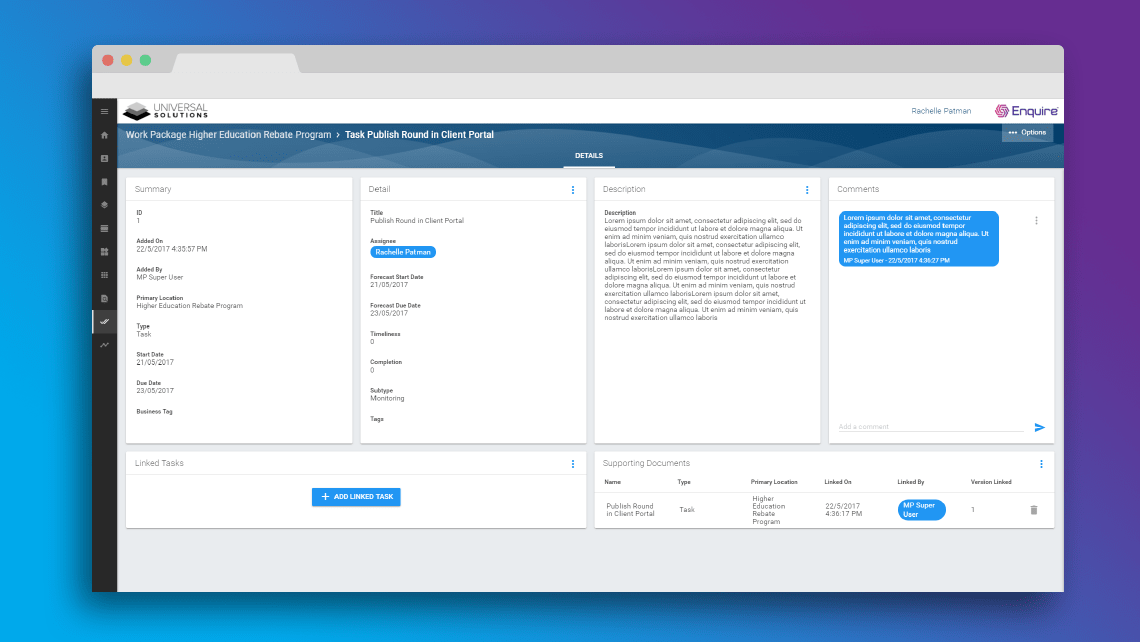 UNIVERSAL
SOLUTIONS
Rachelle Patman
Enquire
Work Package Higher Education Rebate Program > Task Publish Round in Client Portal
Options
DETAILS
Summary
ID
1
Added On
22/5/2017 4:35:57 PM
Added By
MP Super User
Primary Location
Higher Education Rebate Program
Type
Task
Start Date
21/05/2017
Due Date
23/05/2017
Business Tag
Detail
Title
Publish Round in Client Portal
Assignee
Rachelle Patman
Forecast Start Date
21/05/2017
Forecast Due Date
23/05/2017
Timeliness
0
Completion
0
Subtype
Monitoring
Tags
Description
Description
Lorem ipsum dolor sit amet, consectetur adipiscing elit, sed do
eiusmod tempor incididunt ut labore et dolore magna aliqua. Ut
enim ad minim veniam, quis nostrud exercitation ullamco
laborisLorem ipsum dolor sit amet, consectetur adipiscing elit,
sed do eiusmod tempor incididunt ut labore et dolore magna
aliqua. Ut enim ad minim veniam, quis nostrud exercitation
ullamco laborisLorem ipsum dolor sit amet, consectetur
adipiscing elit, sed do eiusmod tempor incididunt ut labore et
dolore magna aliqua. Ut enim ad minim veniam, quis nostrud
exercitation ullamco laborisLorem ipsum dolor sit amet,
consectetur adipiscing elit, sed do eiusmod tempor incididunt ut
labore et dolore magna aliqua. Ut enim ad minim veniam, quis
nostrud exercitation ullamco laboris
Comments
Lorem ipsum dolor sit amet, consectetur
adipiscing elit, sed do eiusmod tempor
incididunt ut labore et dolore magna aliqua. Ut
enim ad minim veniam, quis nostrud
exercitation ullamco laboris
MP Super User - 22/5/2017 4:36:27 PM
Add a comment
Linked Tasks
+ ADD LINKED TASK
Supporting Documents
Name Type Primary Location Linked On Linked By Version Linked
Publish Round
in Client Portal
Task
Higher
Education
Rebate
Program
22/5/2017
4:36:17 PM
MP Super
User
1